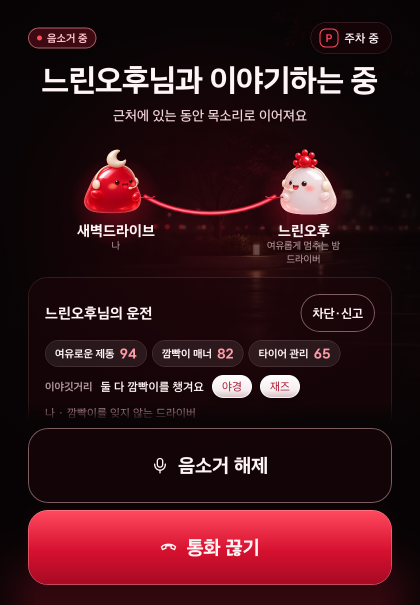 음소거 중
P 주차 중
느린오후님과 이야기하는 중
근처에 있는 동안 목소리로 이어져요
새벽드라이브
나
느린오후
여유롭게 멈추는 밤
드라이버
느린오후님의 운전
차단·신고
여유로운 제동 94 깜빡이 매너 82 타이어 관리 65
이야깃거리 둘 다 깜빡이를 챙겨요 야경 재즈
나 · 깜빡이를 잊지 않는 드라이버
음소거 해제
통화 끊기